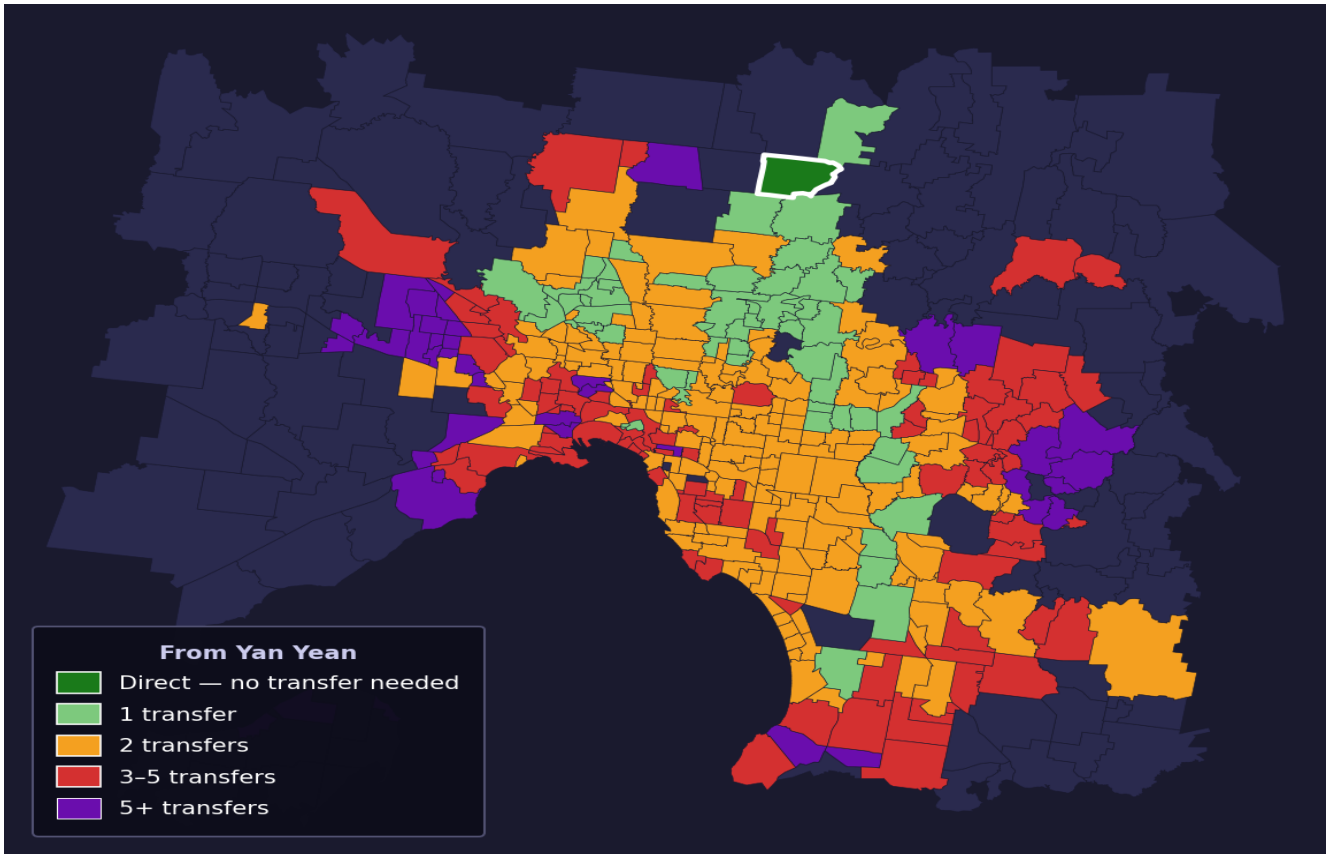 From Yan Yean
Direct — no transfer needed
1 transfer
2 transfers
3–5 transfers
5+ transfers